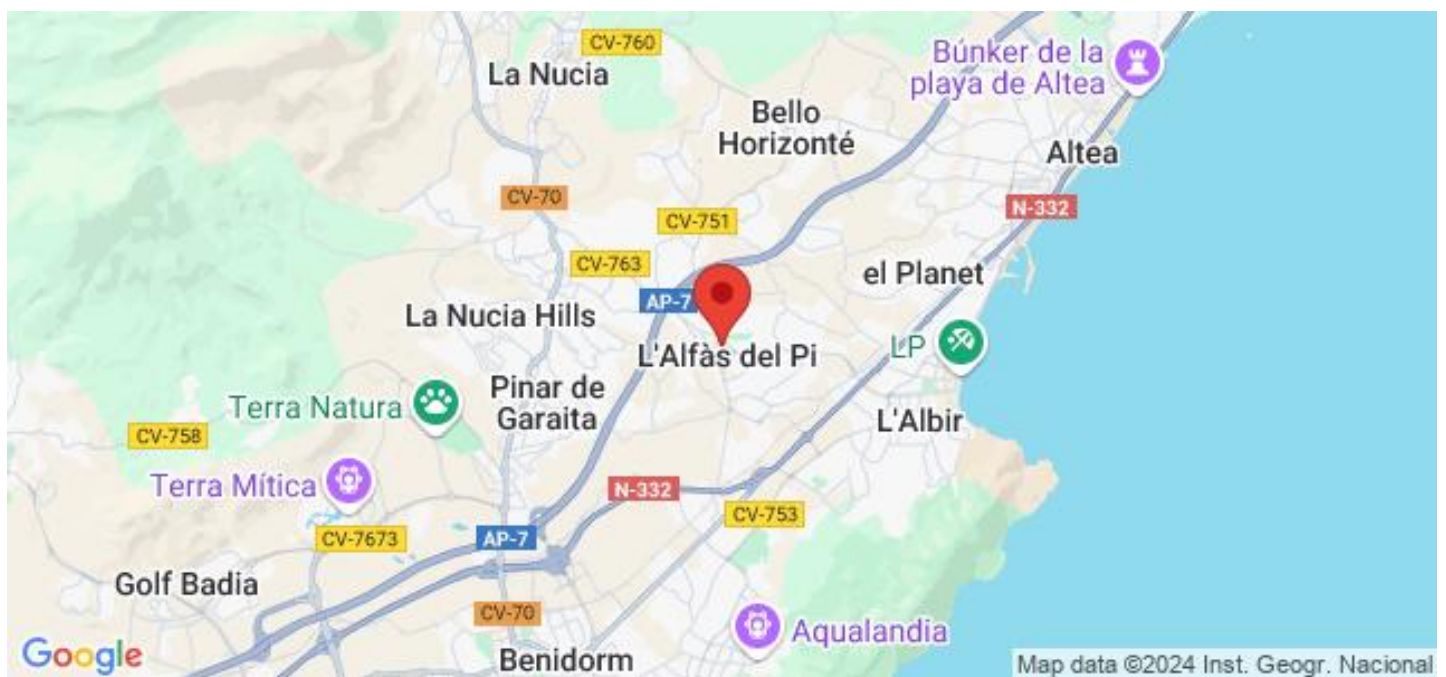 CV-760
La Nucia
Búnker de la
playa de Altea
Bello
Horizonté
Altea
CV-70
N-332
CV-751
CV-763
el Planet
AP-7
La Nucia Hills
L'Alfàs del Pi
LP
Terra Natura
Pinar de
Garaita
L'Albir
CV-758
Terra Mítica
N-332
CV-753
CV-7673
AP-7
Golf Badia
CV-70
Aqualandia
Benidorm
Google
Map data ©2024 Inst. Geogr. Nacional